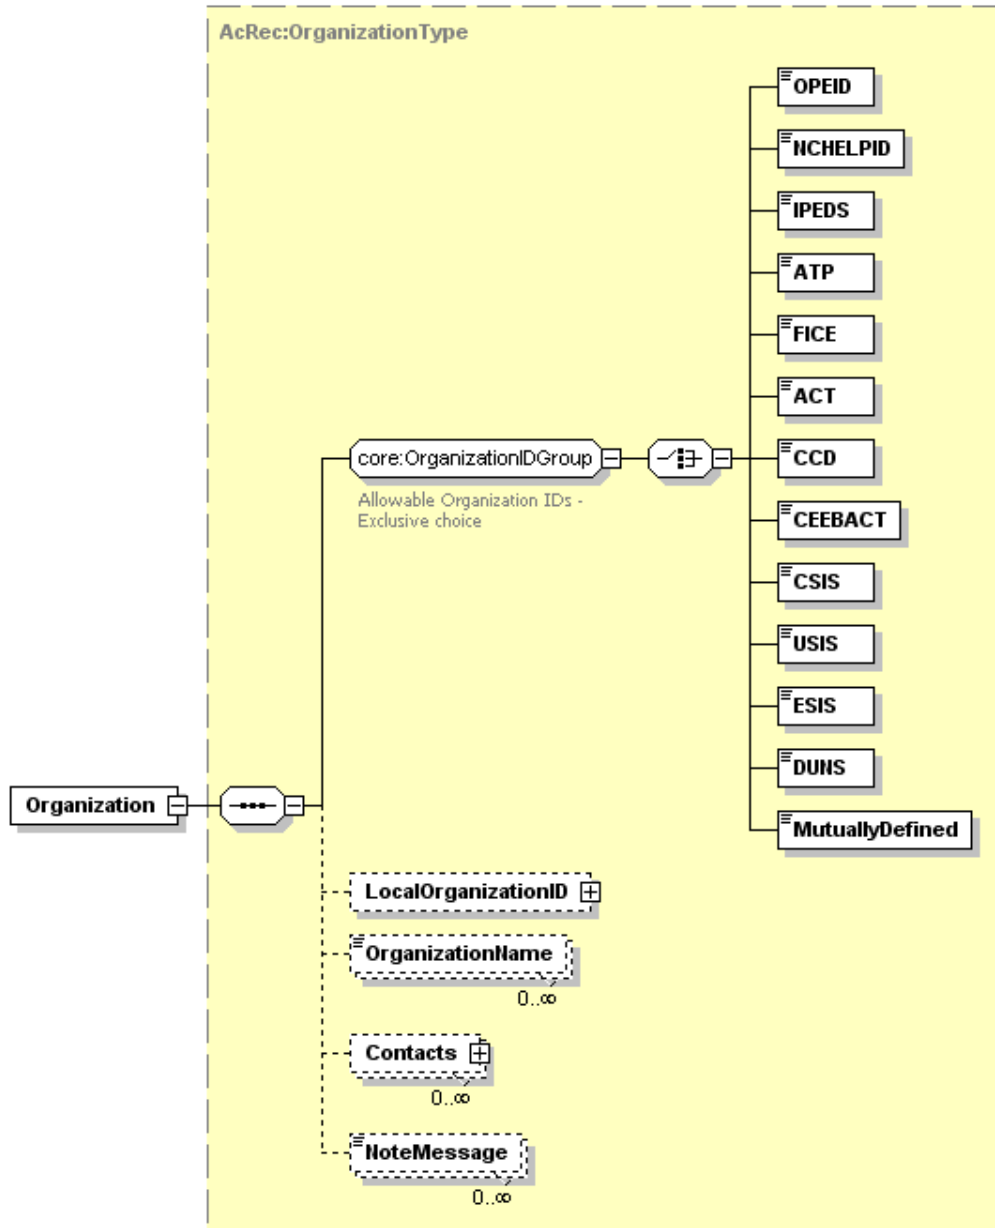 AcRec:OrganizationType
OPEID
NCHELPID
IPEDS
ATP
FICE
ACT
core:OrganizationIDGroup
CCD
Allowable Organization IDs -
Exclusive choice
CEEBACT
CSIS
USIS
ESIS
DUNS
Organization
MutuallyDefined
LocalOrganizationID
OrganizationName
0..∞
Contacts
0..∞
NoteMessage
0..∞